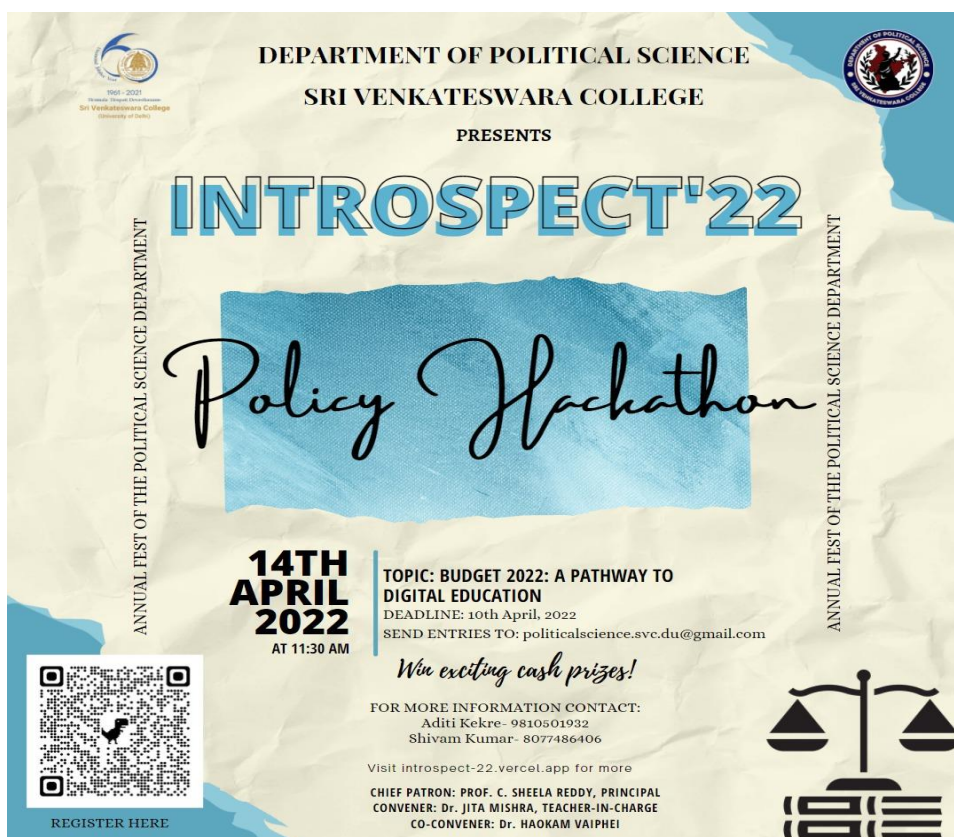 1961 - 2021
Sri Venkateswara College
(University of Delhi)
DEPARTMENT OF POLITICAL SCIENCE
SRI VENKATESWARA COLLEGE
DEPARTMENT OF POLITICAL SCIENCE
SRI VENKATESWARA COLLEGE
PRESENTS
INTROSPECT'22
ANNUAL FEST OF THE POLITICAL SCIENCE DEPARTMENT
Policy Hackathon
ANNUAL FEST OF THE POLITICAL SCIENCE DEPARTMENT
14TH
APRIL
2022
AT 11:30 AM
TOPIC: BUDGET 2022: A PATHWAY TO
DIGITAL EDUCATION
DEADLINE: 10th April, 2022
SEND ENTRIES TO: politicalscience.svc.du@gmail.com
Win exciting cash prizes!
FOR MORE INFORMATION CONTACT:
Aditi Kekre- 9810501932
Shivam Kumar- 8077486406
Visit introspect-22.vercel.app for more
CHIEF PATRON: PROF. C. SHEELA REDDY, PRINCIPAL
CONVENER: Dr. JITA MISHRA, TEACHER-IN-CHARGE
CO-CONVENER: Dr. HAOKAM VAIPHEI
REGISTER HERE